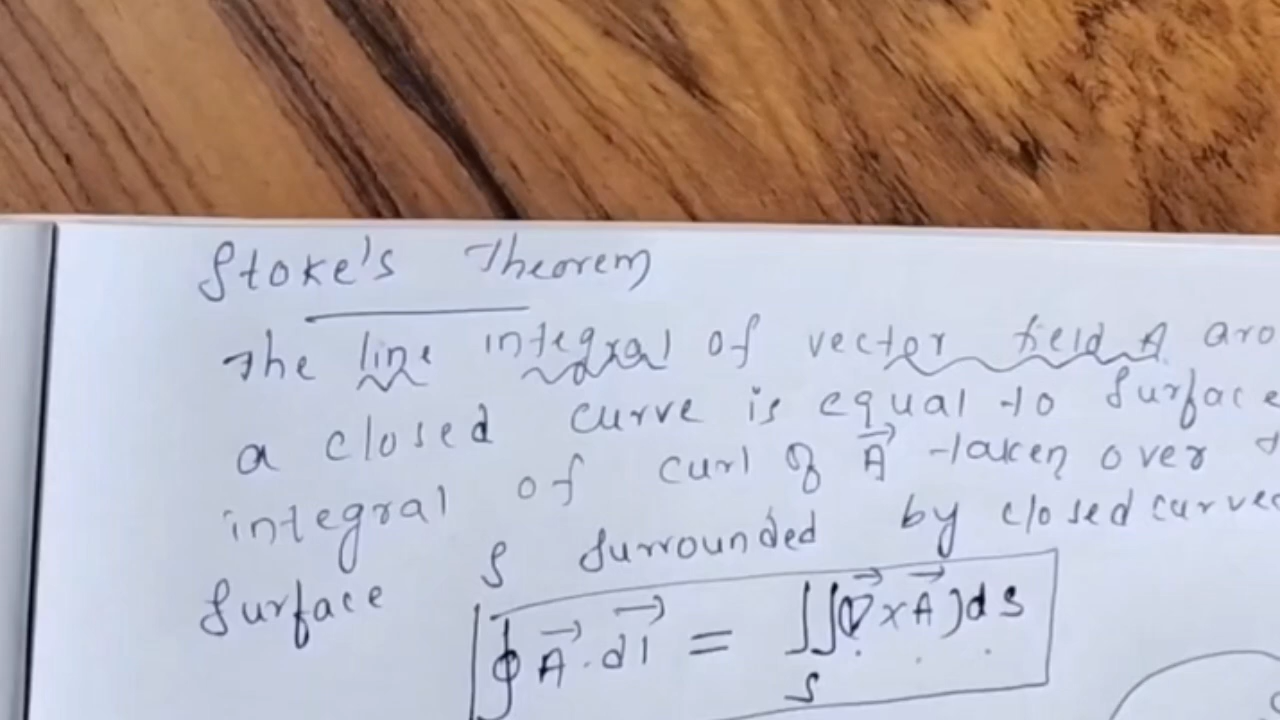 Stoke's Theorem
The line integral of vector field A aro
a closed curve is equal to surface
integral of curl of A⃗ taken over
surface S surrounded by closed curve
∮ A⃗ . dl⃗ = ∬ (∇⃗ × A⃗) ds
S